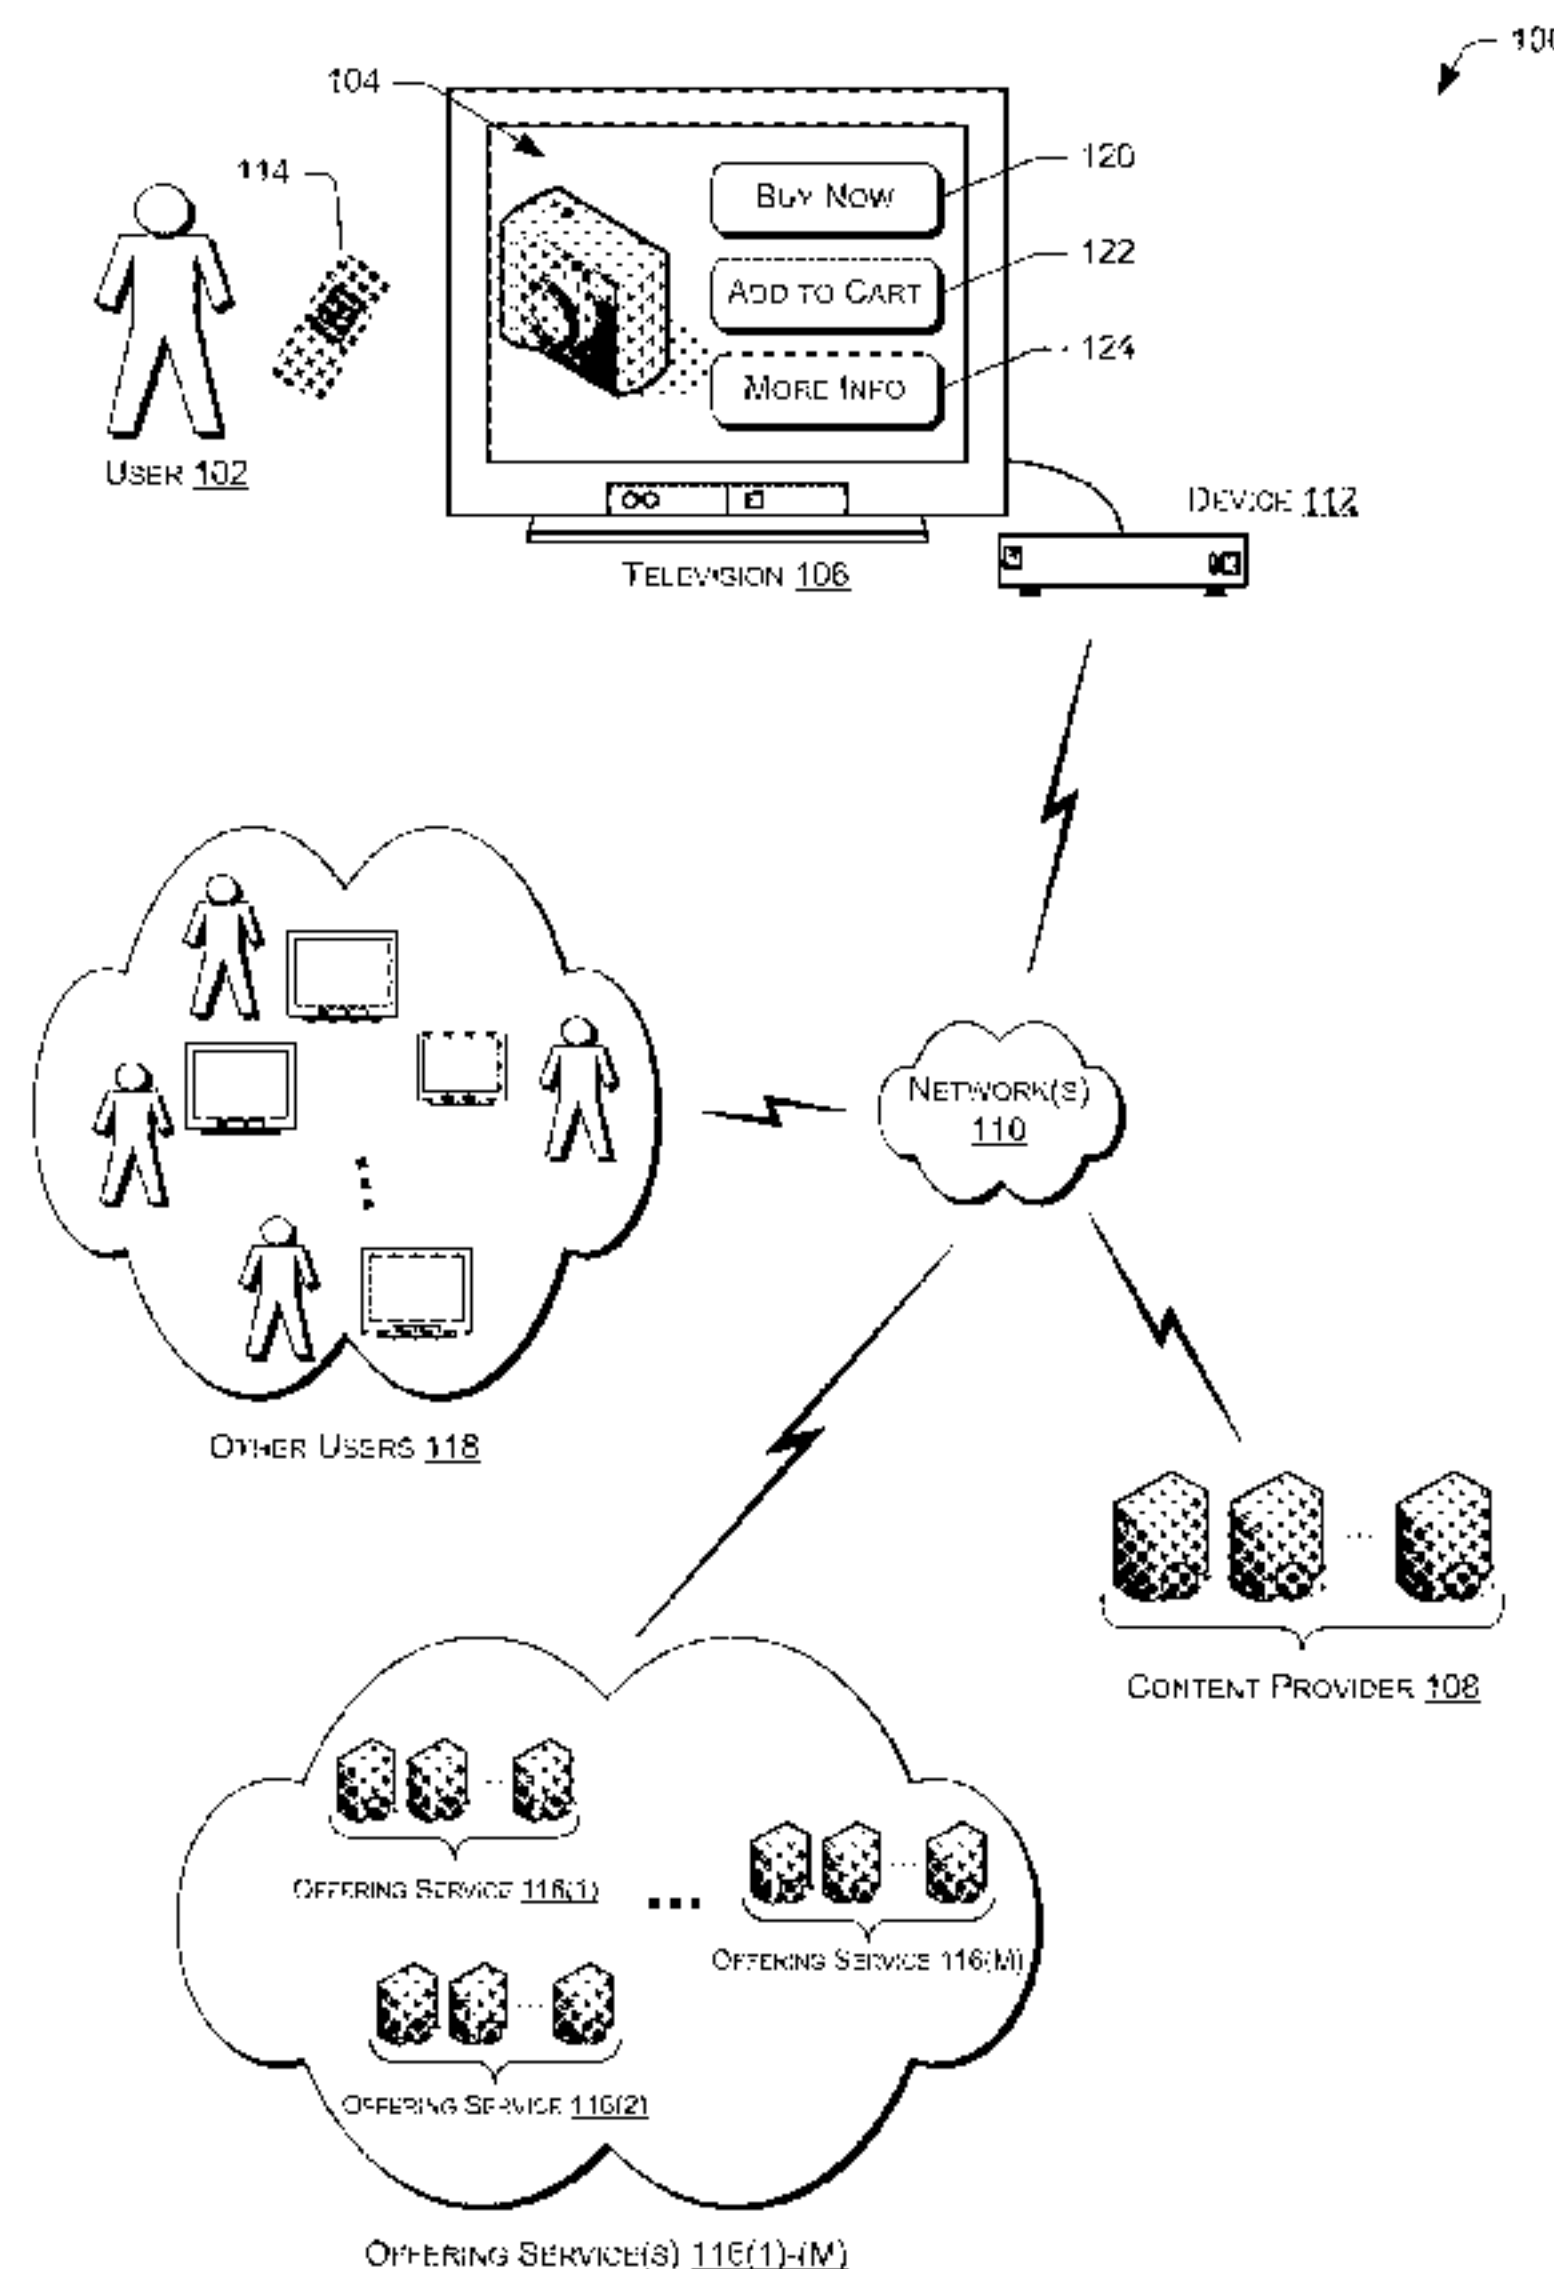 100
104
114
120
BUY NOW
122
ADD TO CART
124
MORE INFO
USER 102
DEVICE 112
TELEVISION 106
NETWORK(S)
110
OTHER USERS 118
CONTENT PROVIDER 108
OFFERING SERVICE 116(1)
...
OFFERING SERVICE 116(M)
OFFERING SERVICE 116(2)
OFFERING SERVICE(S) 116(1)-(M)